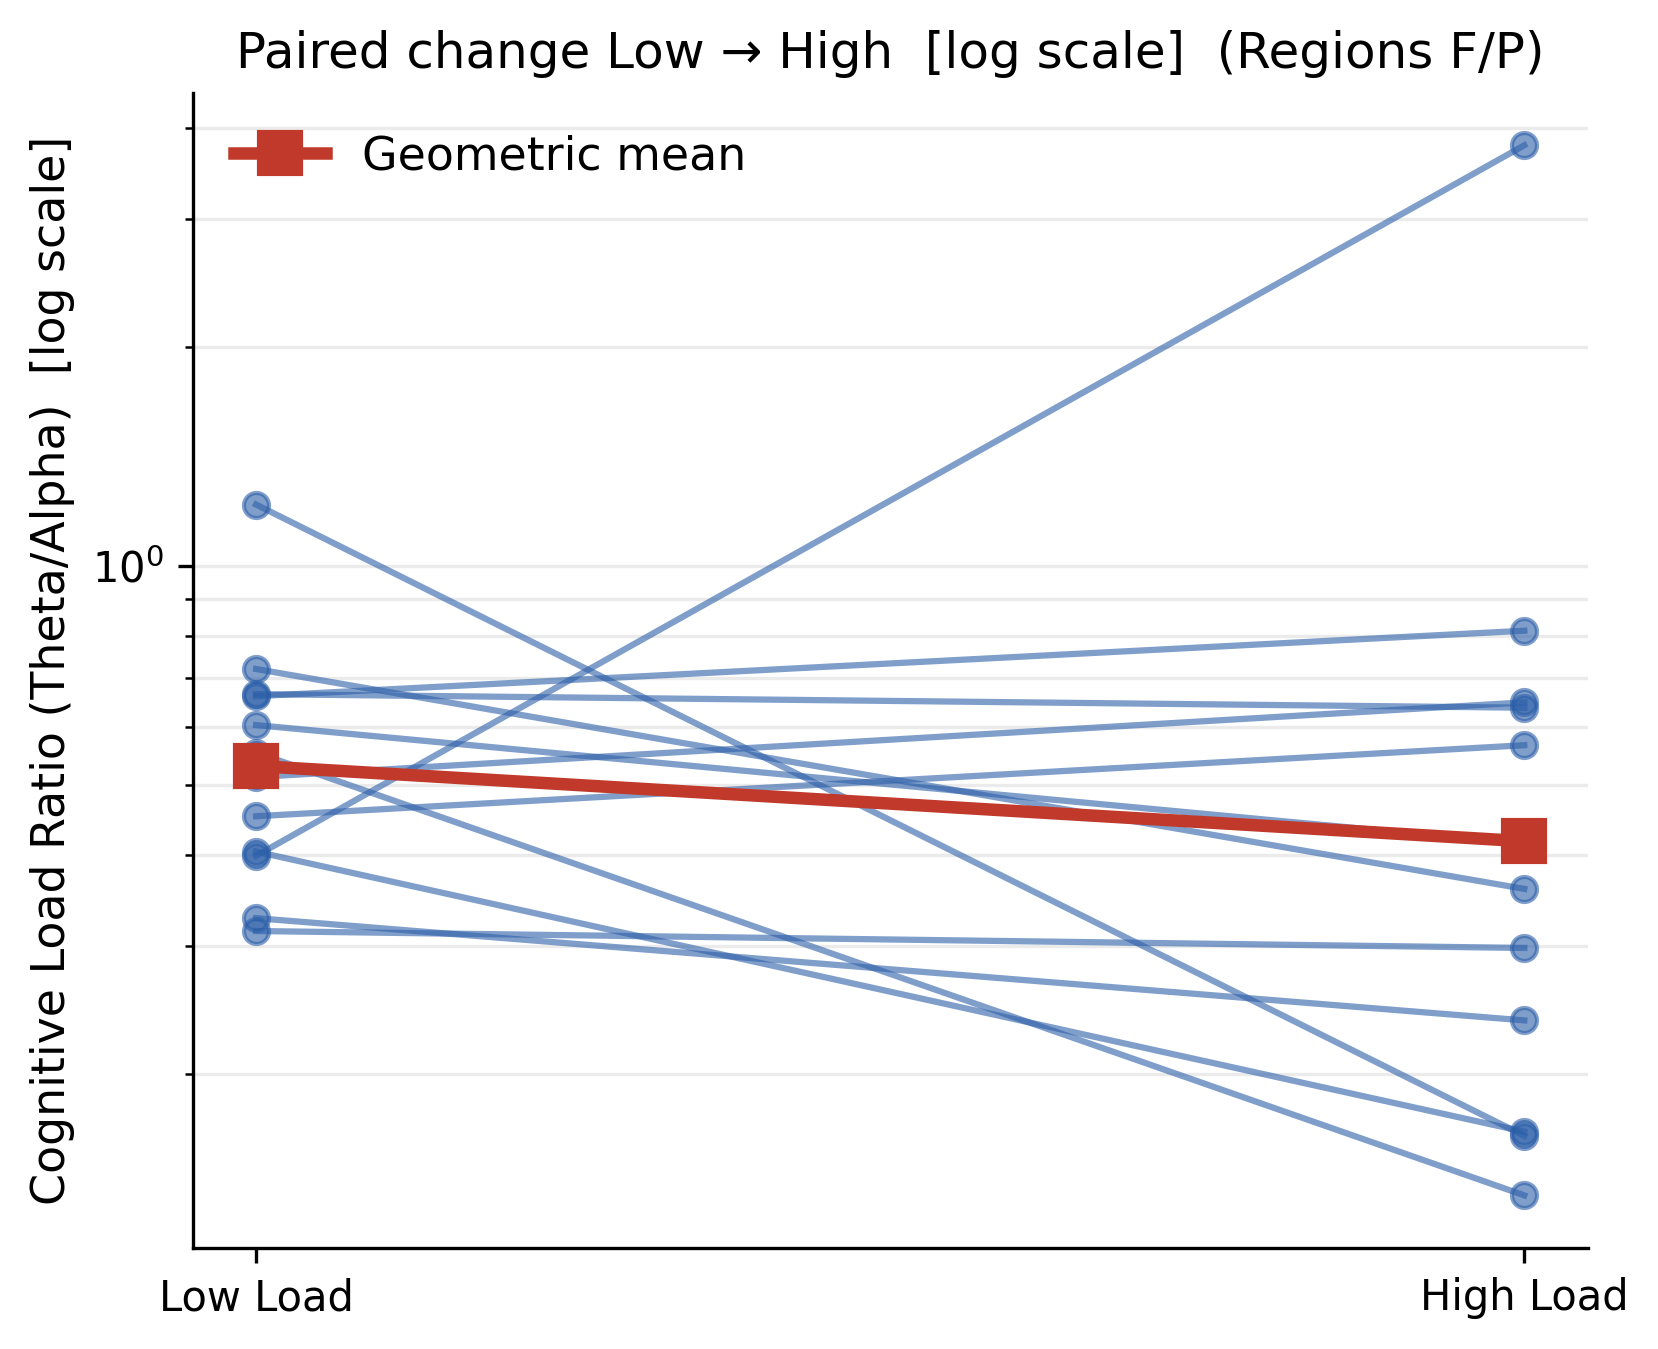 Paired change Low → High  [log scale]  (Regions F/P)
Geometric mean
Cognitive Load Ratio (Theta/Alpha)  [log scale]
10⁰
Low Load
High Load